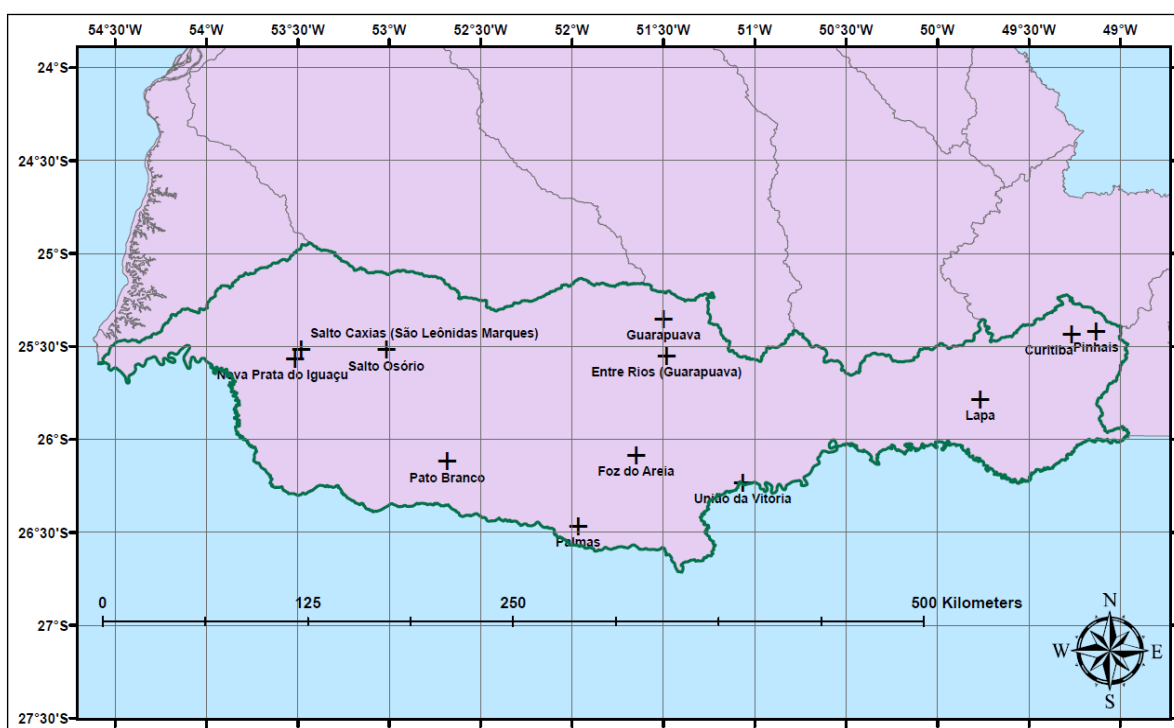 54°30'W 54°W 53°30'W 53°W 52°30'W 52°W 51°30'W 51°W 50°30'W 50°W 49°30'W 49°W
24°S
24°30'S
25°S
25°30'S
26°S
26°30'S
27°S
27°30'S
Salto Caxias (São Leônidas Marques)
Nova Prata do Iguaçu
Salto Osório
Guarapuava
Entre Rios (Guarapuava)
Curitiba
Pinhais
Lapa
Pato Branco
Foz do Areia
União da Vitória
Palmas
0 125 250 500 Kilometers
N
W E
S